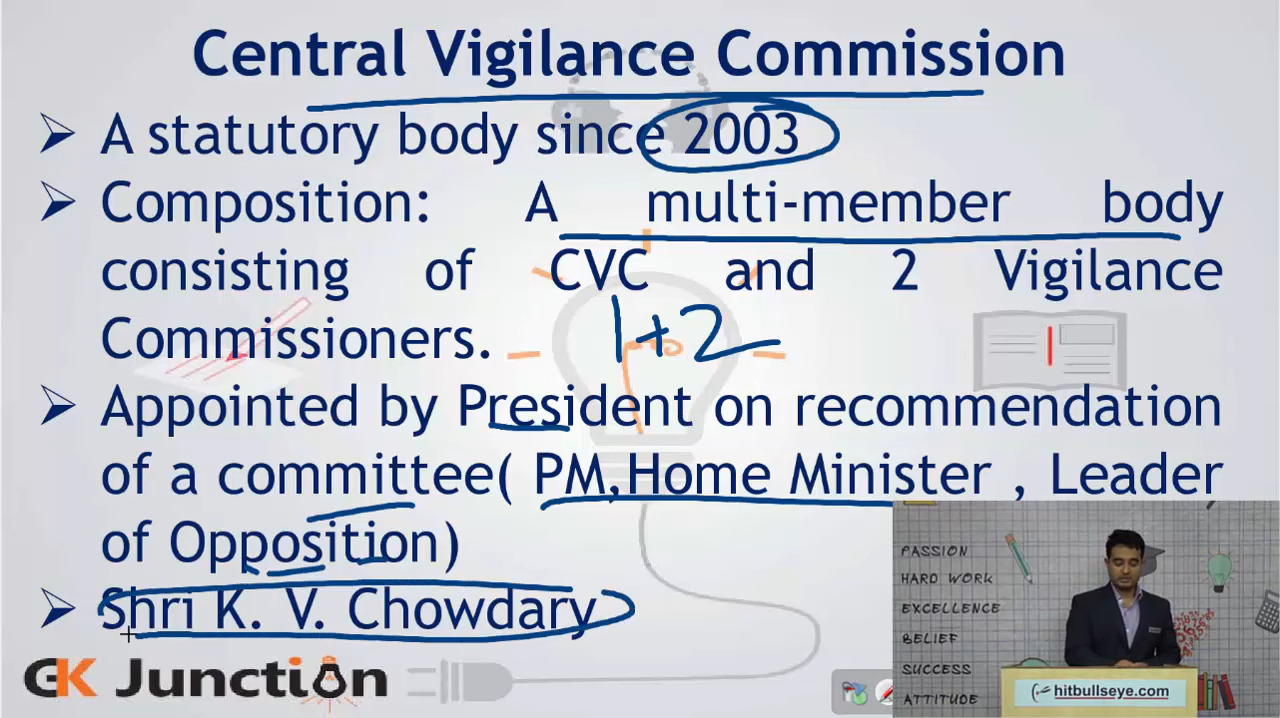 Central Vigilance Commission
➢ A statutory body since 2003
➢ Composition: A multi-member body
consisting of CVC and 2 Vigilance
Commissioners.
1+2
➢ Appointed by President on recommendation
of a committee( PM,Home Minister , Leader
of Opposition)
➢ Shri K. V. Chowdary
GK Junction
PASSION
HARD WORK
EXCELLENCE
BELIEF
SUCCESS
ATTITUDE
hitbullseye.com